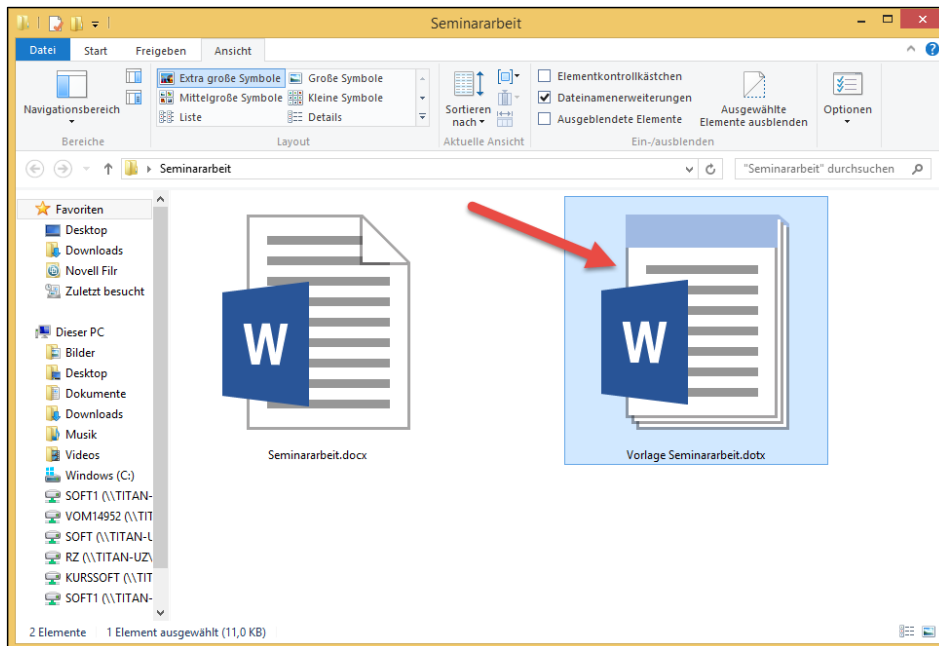 Seminararbeit
Datei Start Freigeben Ansicht
Navigationsbereich
Bereiche
Extra große Symbole Große Symbole
Mittelgroße Symbole Kleine Symbole
Liste Details
Layout
Sortieren
nach
Aktuelle Ansicht
Elementkontrollkästchen
Dateinamenerweiterungen
Ausgeblendete Elemente
Ausgewählte
Elemente ausblenden
Ein-/ausblenden
Optionen
Seminararbeit
"Seminararbeit" durchsuchen
Favoriten
Desktop
Downloads
Novell Filr
Zuletzt besucht
Dieser PC
Bilder
Desktop
Dokumente
Downloads
Musik
Videos
Windows (C:)
SOFT1 (\\TITAN-
VOM14952 (\\TIT
SOFT (\\TITAN-U
RZ (\\TITAN-UZ\
KURSSOFT (\\TIT
SOFT1 (\\TITAN-
W
Seminararbeit.docx
W
Vorlage Seminararbeit.dotx
2 Elemente 1 Element ausgewählt (11,0 KB)